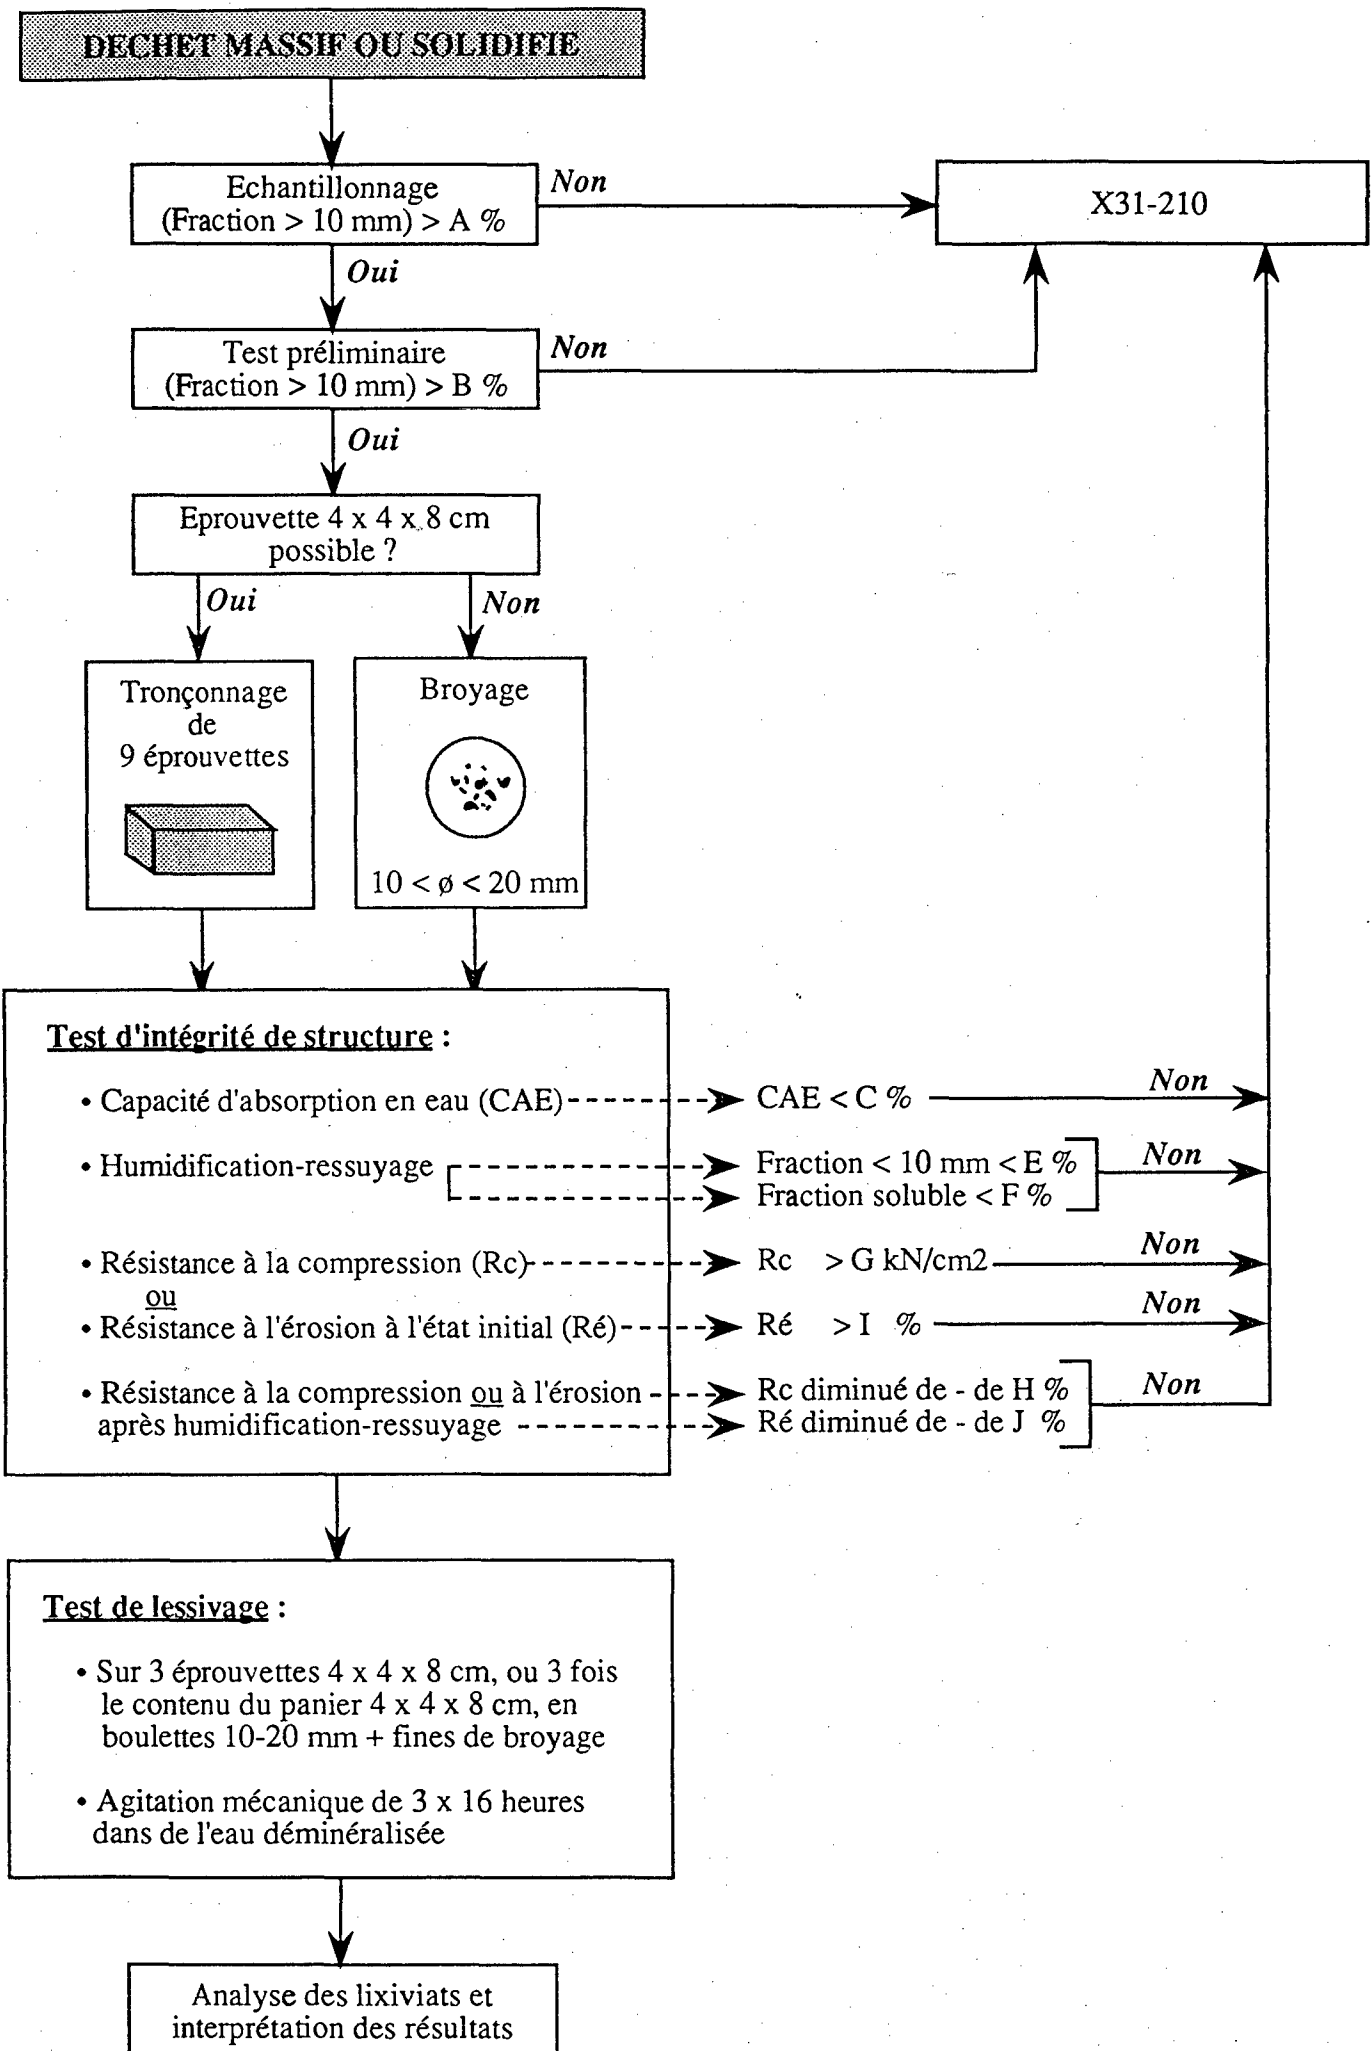 DECHET MASSIF OU SOLIDIFIE
Echantillonnage
(Fraction > 10 mm) > A %
Non
X31-210
Oui
Test préliminaire
(Fraction > 10 mm) > B %
Non
Oui
Eprouvette 4 x 4 x 8 cm
possible ?
Oui
Non
Tronçonnage
de
9 éprouvettes
Broyage
10 < ø < 20 mm
Test d'intégrité de structure :
• Capacité d'absorption en eau (CAE)
CAE < C %
Non
• Humidification-ressuyage
Fraction < 10 mm < E %
Fraction soluble < F %
Non
• Résistance à la compression (Rc)
Rc > G kN/cm2
Non
ou
• Résistance à l'érosion à l'état initial (Ré)
Ré > I %
Non
• Résistance à la compression ou à l'érosion
après humidification-ressuyage
Rc diminué de - de H %
Ré diminué de - de J %
Non
Test de lessivage :
• Sur 3 éprouvettes 4 x 4 x 8 cm, ou 3 fois
le contenu du panier 4 x 4 x 8 cm, en
boulettes 10-20 mm + fines de broyage
• Agitation mécanique de 3 x 16 heures
dans de l'eau déminéralisée
Analyse des lixiviats et
interprétation des résultats